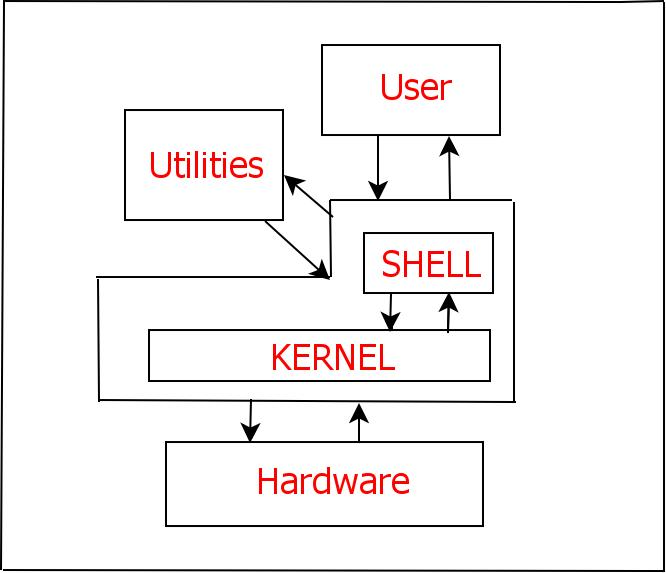 User
Utilities
SHELL
KERNEL
Hardware